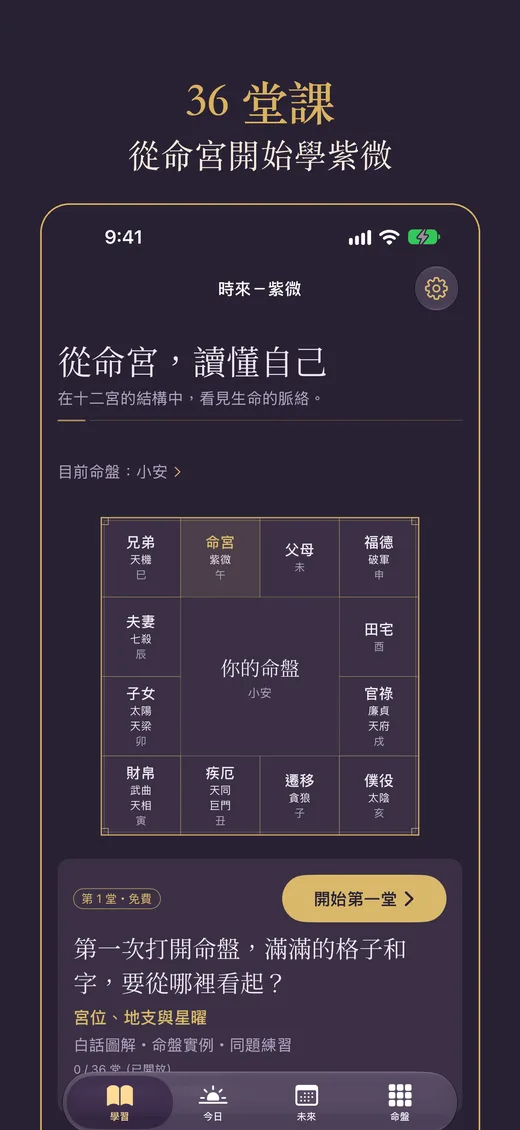 36 堂課
從命宮開始學紫微
9:41
時來－紫微
從命宮，讀懂自己
在十二宮的結構中，看見生命的脈絡。
目前命盤：小安
兄弟
天機
巳
命宮
紫微
午
父母
未
福德
破軍
申
夫妻
七殺
辰
你的命盤
小安
田宅
酉
子女
太陽
天梁
卯
官祿
廉貞
天府
戌
財帛
武曲
天相
寅
疾厄
天同
巨門
丑
遷移
貪狼
子
僕役
太陰
亥
第 1 堂・免費
開始第一堂
第一次打開命盤，滿滿的格子和
字，要從哪裡看起？
宮位、地支與星曜
白話圖解・命盤實例・同題練習
0 / 36 堂 (已開放)
學習
今日
未來
命盤